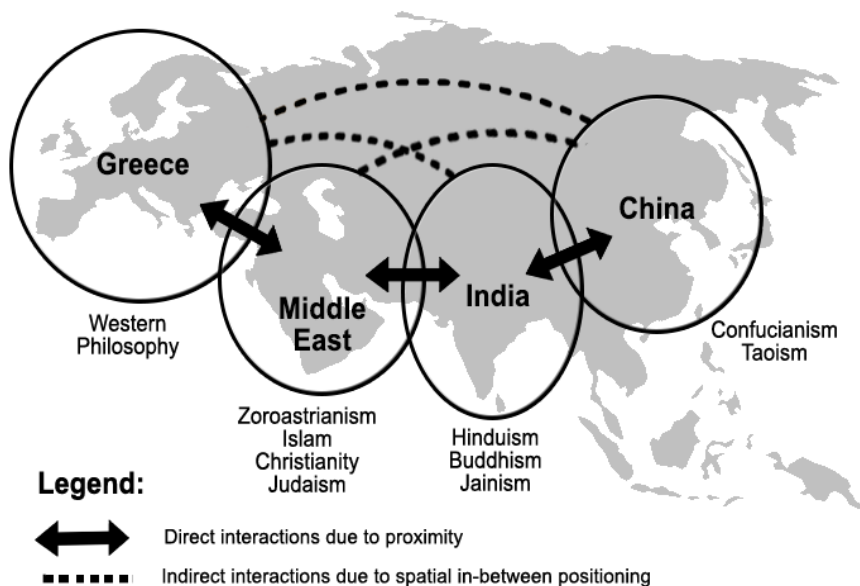 Greece
China
Middle
East
India
Western
Philosophy
Confucianism
Taoism
Zoroastrianism
Islam
Christianity
Judaism
Hinduism
Buddhism
Jainism
Legend:
Direct interactions due to proximity
Indirect interactions due to spatial in-between positioning